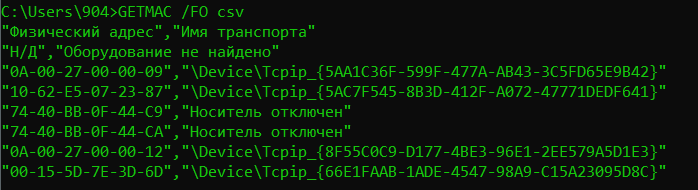 C:\Users\904>GETMAC /FO csv
"Физический адрес","Имя транспорта"
"Н/Д","Оборудование не найдено"
"0A-00-27-00-00-09","\Device\Tcpip_{5AA1C36F-599F-477A-AB43-3C5FD65E9B42}"
"10-62-E5-07-23-87","\Device\Tcpip_{5AC7F545-8B3D-412F-A072-47771DEDF641}"
"74-40-BB-0F-44-C9","Носитель отключен"
"74-40-BB-0F-44-CA","Носитель отключен"
"0A-00-27-00-00-12","\Device\Tcpip_{8F55C0C9-D177-4BE3-96E1-2EE579A5D1E3}"
"00-15-5D-7E-3D-6D","\Device\Tcpip_{66E1FAAB-1ADE-4547-98A9-C15A23095D8C}"